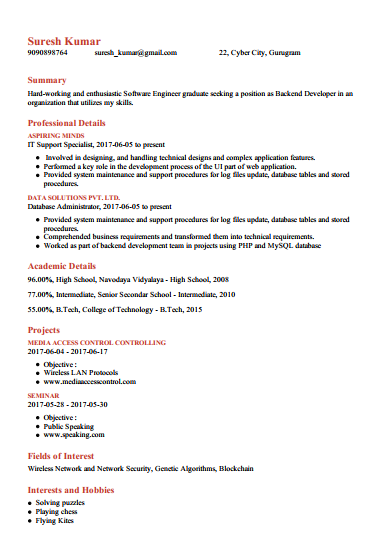 Suresh Kumar
9090898764 suresh_kumar@gmail.com 22, Cyber City, Gurugram
Summary
Hard-working and enthusiastic Software Engineer graduate seeking a position as Backend Developer in an
organization that utilizes my skills.
Professional Details
ASPIRING MINDS
IT Support Specialist, 2017-06-05 to present
● Involved in designing, and handling technical designs and complex application features.
● Performed a key role in the development process of the UI part of web application.
● Provided system maintenance and support procedures for log files update, database tables and stored
procedures.
DATA SOLUTIONS PVT. LTD.
Database Administrator, 2017-06-05 to present
● Provided system maintenance and support procedures for log files update, database tables and stored
procedures.
● Comprehended business requirements and transformed them into technical requirements.
● Worked as part of backend development team in projects using PHP and MySQL database
Academic Details
96.00%, High School, Navodaya Vidyalaya - High School, 2008
77.00%, Intermediate, Senior Secondar School - Intermediate, 2010
55.00%, B.Tech, College of Technology - B.Tech, 2015
Projects
MEDIA ACCESS CONTROL CONTROLLING
2017-06-04 - 2017-06-17
● Objective :
● Wireless LAN Protocols
● www.mediaaccesscontrol.com
SEMINAR
2017-05-28 - 2017-05-30
● Objective :
● Public Speaking
● www.speaking.com
Fields of Interest
Wireless Network and Network Security, Genetic Algorithms, Blockchain
Interests and Hobbies
● Solving puzzles
● Playing chess
● Flying Kites